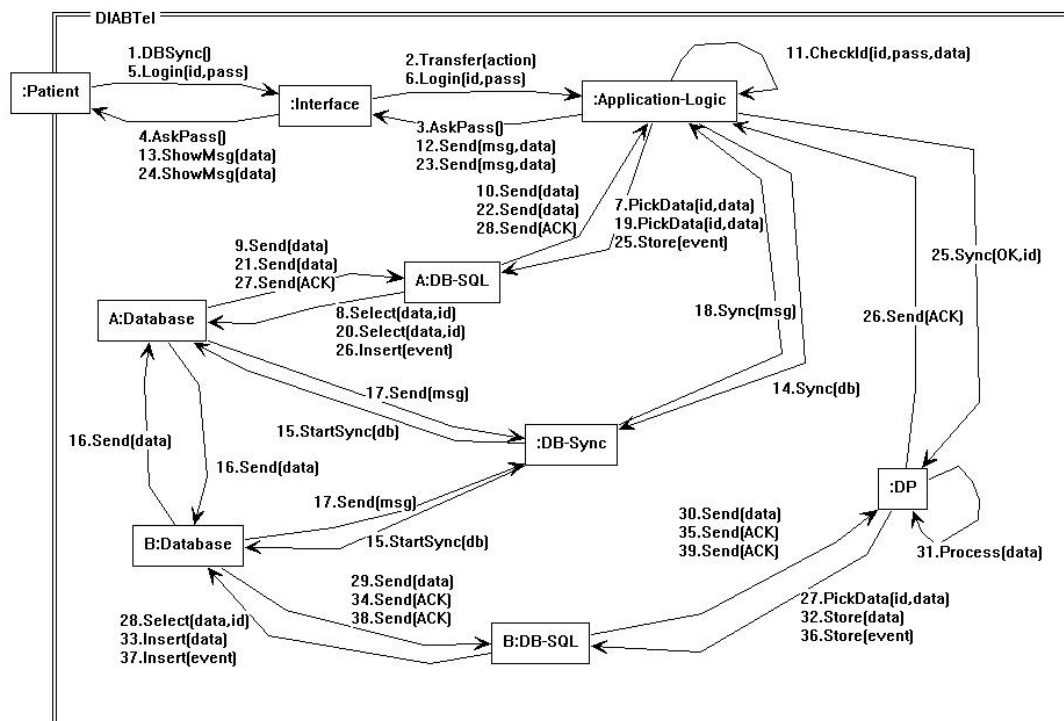 DIABTel
1.DBSync()
5.Login(id,pass)
2.Transfer(action)
6.Login(id,pass)
11.CheckId(id,pass,data)
:Patient
:Interface
:Application-Logic
4.AskPass()
13.ShowMsg(data)
24.ShowMsg(data)
3.AskPass()
12.Send(msg,data)
23.Send(msg,data)
10.Send(data)
22.Send(data)
28.Send(ACK)
7.PickData(id,data)
19.PickData(id,data)
25.Store(event)
9.Send(data)
21.Send(data)
27.Send(ACK)
25.Sync(OK,id)
A:DB-SQL
A:Database
8.Select(data,id)
20.Select(data,id)
26.Insert(event)
18.Sync(msg)
26.Send(ACK)
17.Send(msg)
14.Sync(db)
15.StartSync(db)
:DB-Sync
16.Send(data)
16.Send(data)
:DP
17.Send(msg)
30.Send(data)
35.Send(ACK)
39.Send(ACK)
B:Database
15.StartSync(db)
31.Process(data)
29.Send(data)
34.Send(ACK)
38.Send(ACK)
27.PickData(id,data)
32.Store(data)
36.Store(event)
28.Select(data,id)
33.Insert(data)
37.Insert(event)
B:DB-SQL